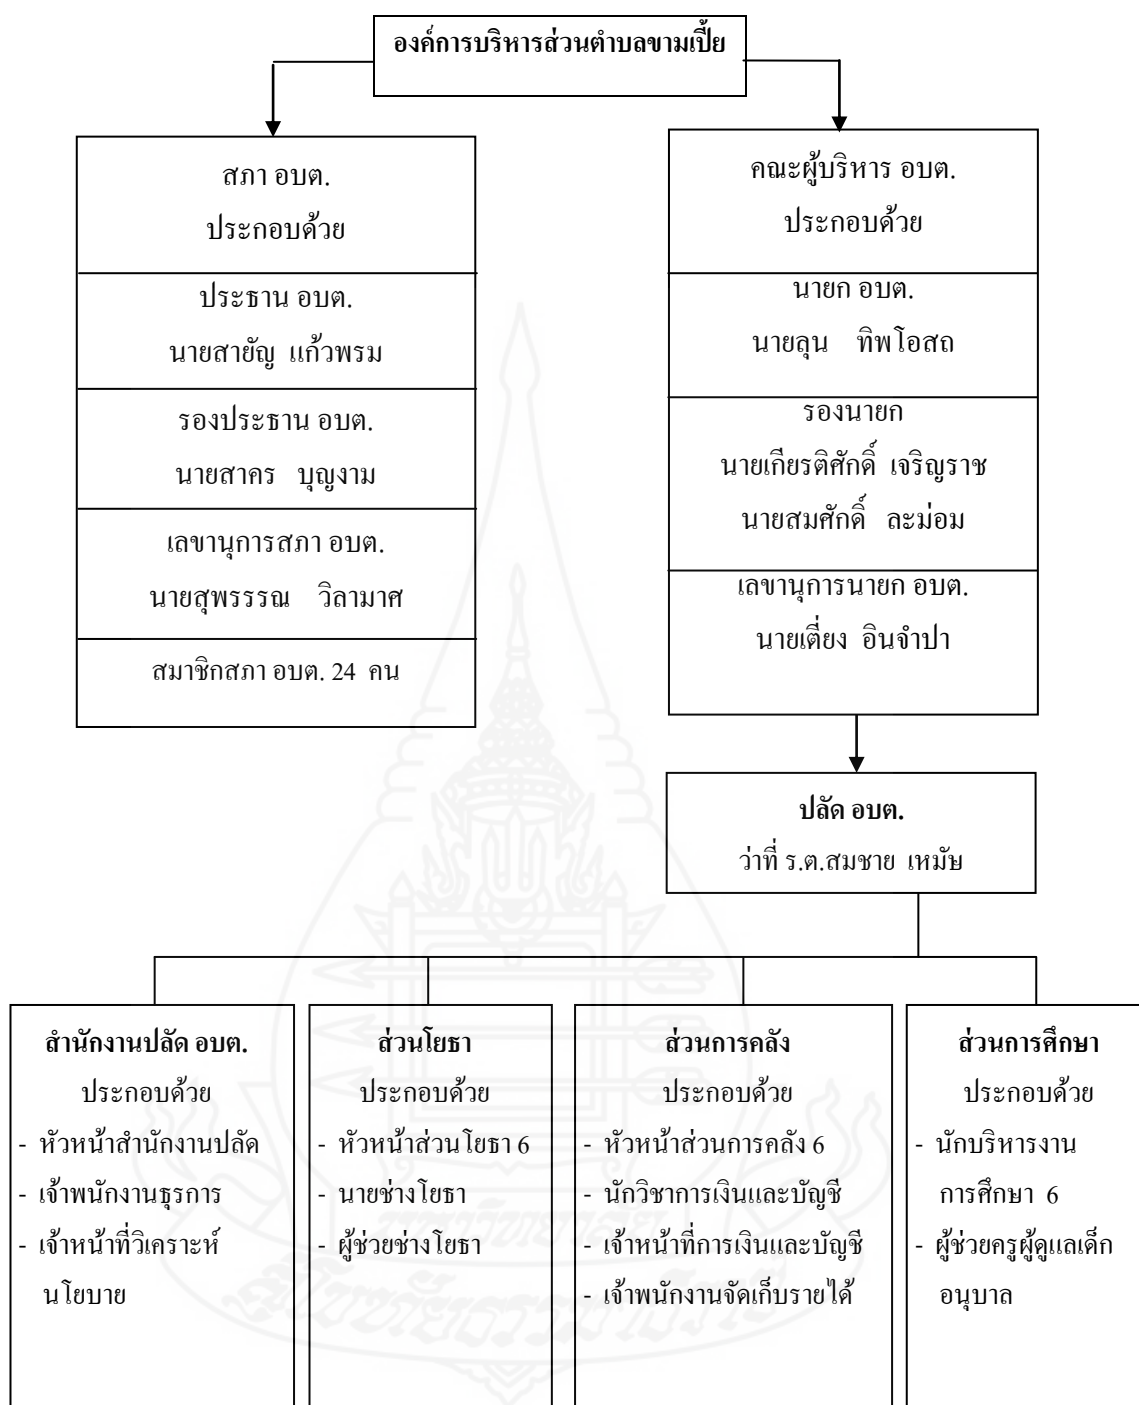 องค์การบริหารส่วนตำบลขามเปี้ย
สภา อบต.
ประกอบด้วย
ประธาน อบต.
นายสายัญ แก้วพรม
รองประธาน อบต.
นายสาคร บุญงาม
เลขานุการสภา อบต.
นายสุพรรรณ วิลามาศ
สมาชิกสภา อบต. 24 คน
คณะผู้บริหาร อบต.
ประกอบด้วย
นายก อบต.
นายลุน ทิพโอสถ
รองนายก
นายเกียรติศักดิ์ เจริญราช
นายสมศักดิ์ ละม่อม
เลขานุการนายก อบต.
นายเตี่ยง อินจำปา
ปลัด อบต.
ว่าที่ ร.ต.สมชาย เหมัษ
สำนักงานปลัด อบต.
ประกอบด้วย
- หัวหน้าสำนักงานปลัด
- เจ้าพนักงานธุรการ
- เจ้าหน้าที่วิเคราะห์
นโยบาย
ส่วนโยธา
ประกอบด้วย
- หัวหน้าส่วนโยธา 6
- นายช่างโยธา
- ผู้ช่วยช่างโยธา
ส่วนการคลัง
ประกอบด้วย
- หัวหน้าส่วนการคลัง 6
- นักวิชาการเงินและบัญชี
- เจ้าหน้าที่การเงินและบัญชี
- เจ้าพนักงานจัดเก็บรายได้
ส่วนการศึกษา
ประกอบด้วย
- นักบริหารงาน
การศึกษา 6
- ผู้ช่วยครูผู้ดูแลเด็ก
อนุบาล
มหาวิทยาลัย
สุโขทัยธรรมาธิราช